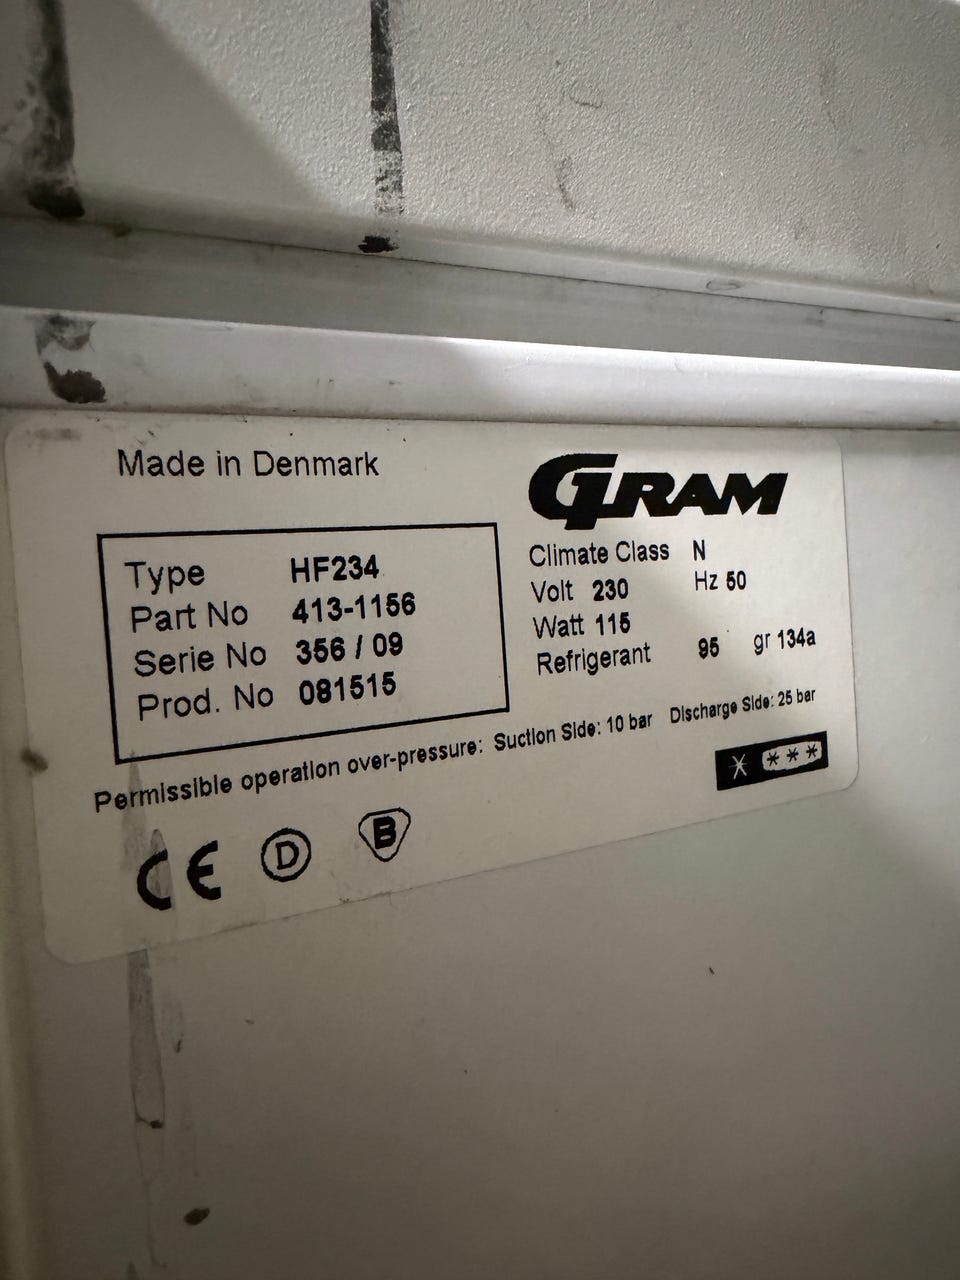 Made in Denmark
GRAM
Type HF234
Part No 413-1156
Serie No 356 / 09
Prod. No 081515
Climate Class N
Volt 230 Hz 50
Watt 115
Refrigerant 95 gr 134a
Permissible operation over-pressure: Suction Side: 10 bar Discharge Side: 25 bar
* ***
CE D B